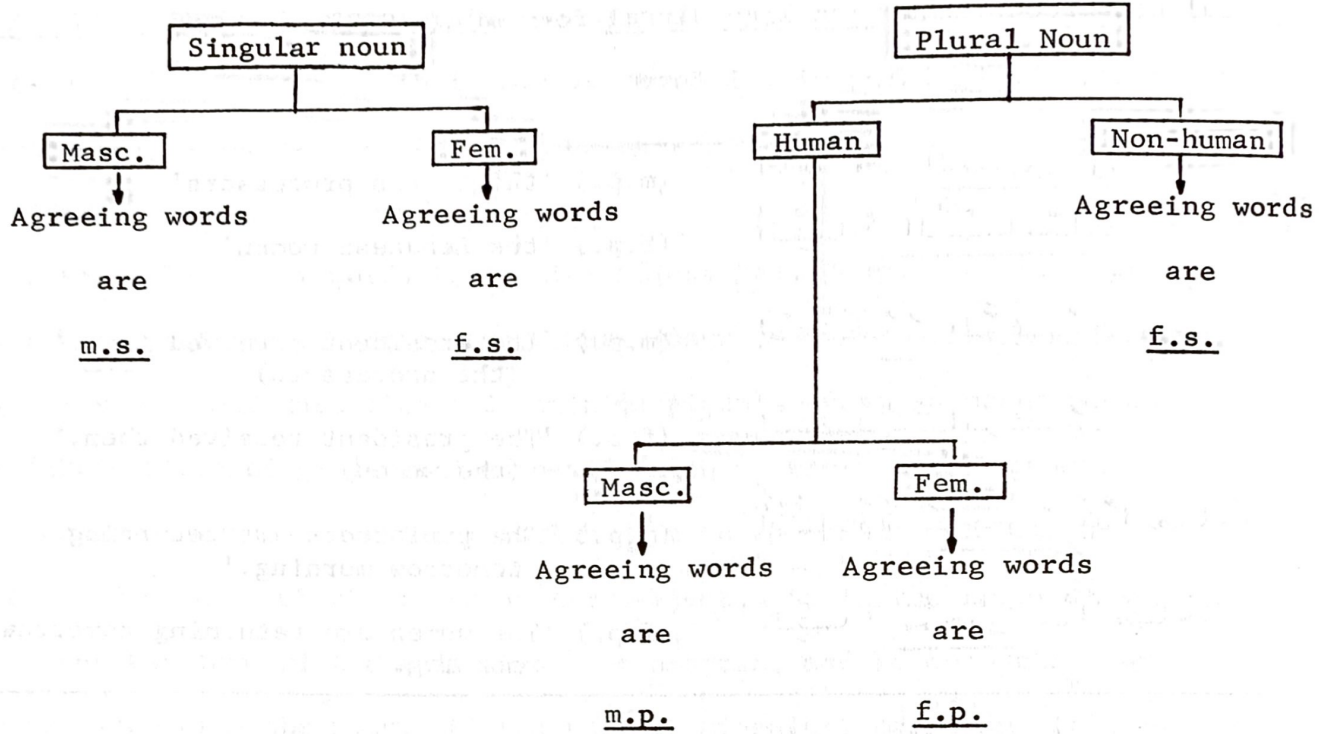 Singular noun
Plural Noun
Masc.
Fem.
Human
Non-human
Agreeing words
are
m.s.
Agreeing words
are
f.s.
Agreeing words
are
f.s.
Masc.
Fem.
Agreeing words
are
m.p.
Agreeing words
are
f.p.